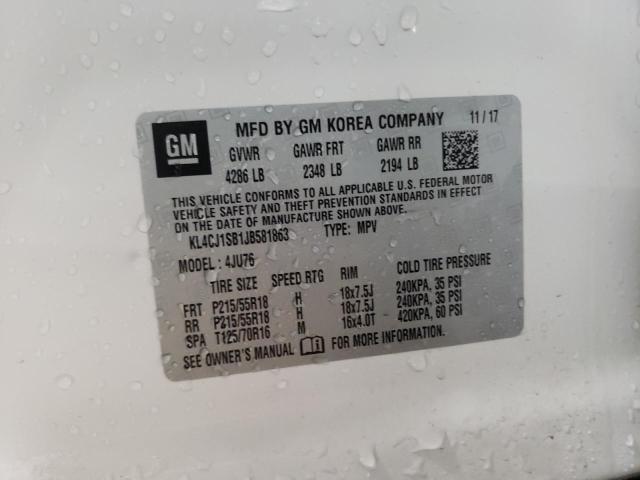 GM
MFD BY GM KOREA COMPANY 11 / 17
GVWR GAWR FRT GAWR RR
4286 LB 2348 LB 2194 LB
THIS VEHICLE CONFORMS TO ALL APPLICABLE U.S. FEDERAL MOTOR
VEHICLE SAFETY AND THEFT PREVENTION STANDARDS IN EFFECT
ON THE DATE OF MANUFACTURE SHOWN ABOVE.
KL4CJ1SB1JB581863 TYPE: MPV
MODEL : 4JU76
TIRE SIZE SPEED RTG RIM COLD TIRE PRESSURE
FRT P215/55R18 H 18x7.5J 240KPA, 35 PSI
RR P215/55R18 H 18x7.5J 240KPA, 35 PSI
SPA T125/70R16 M 16x4.0T 420KPA, 60 PSI
SEE OWNER'S MANUAL FOR MORE INFORMATION.